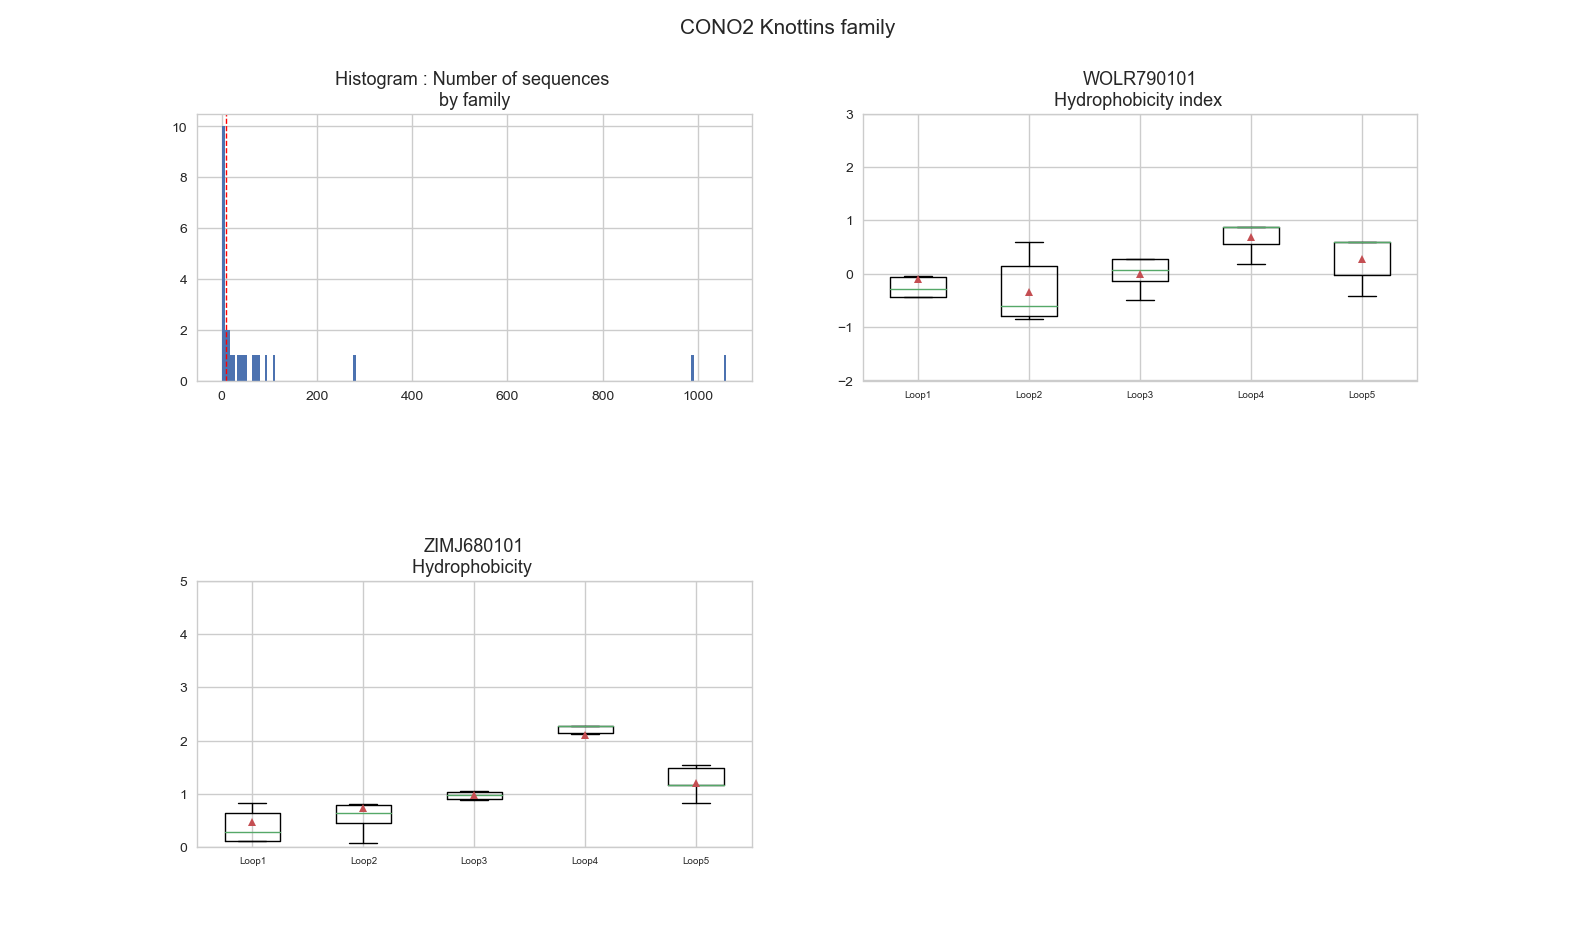 CONO2 Knottins family
Histogram : Number of sequences
by family
10
8
6
4
2
0
0 200 400 600 800 1000
WOLR790101
Hydrophobicity index
3
2
1
0
−1
−2
Loop1 Loop2 Loop3 Loop4 Loop5
ZIMJ680101
Hydrophobicity
5
4
3
2
1
0
Loop1 Loop2 Loop3 Loop4 Loop5